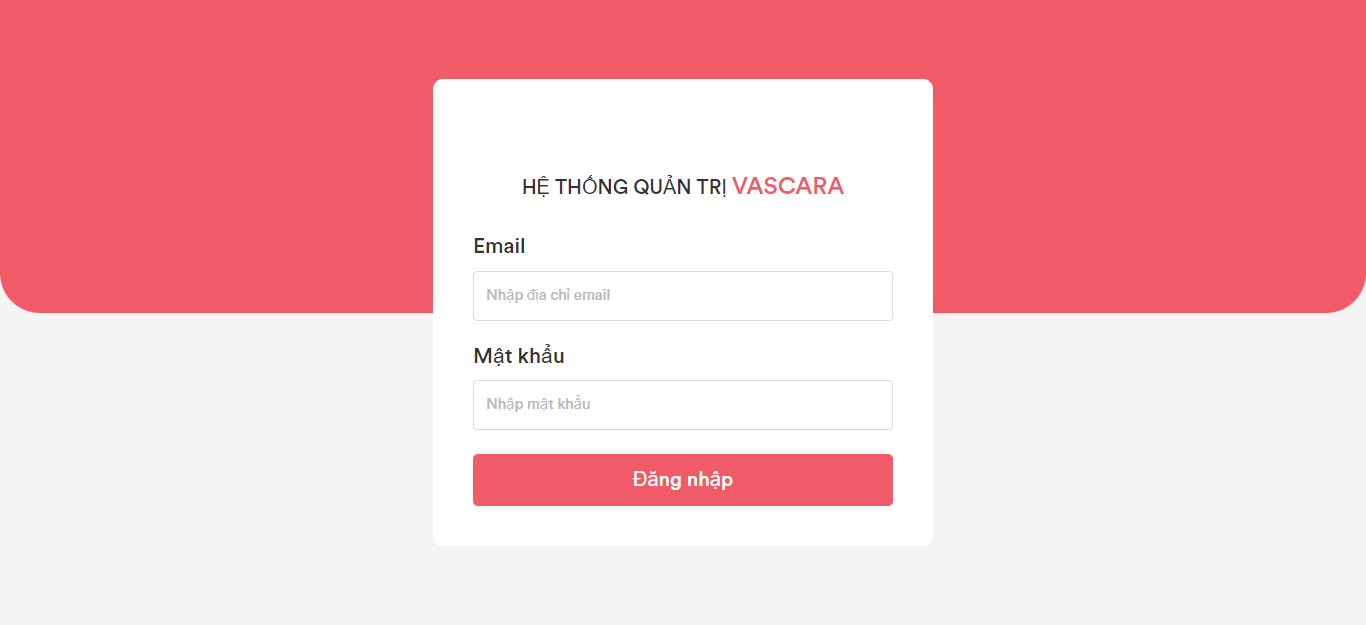 HỆ THỐNG QUẢN TRỊ VASCARA
Email
Nhập địa chỉ email
Mật khẩu
Nhập mật khẩu
Đăng nhập